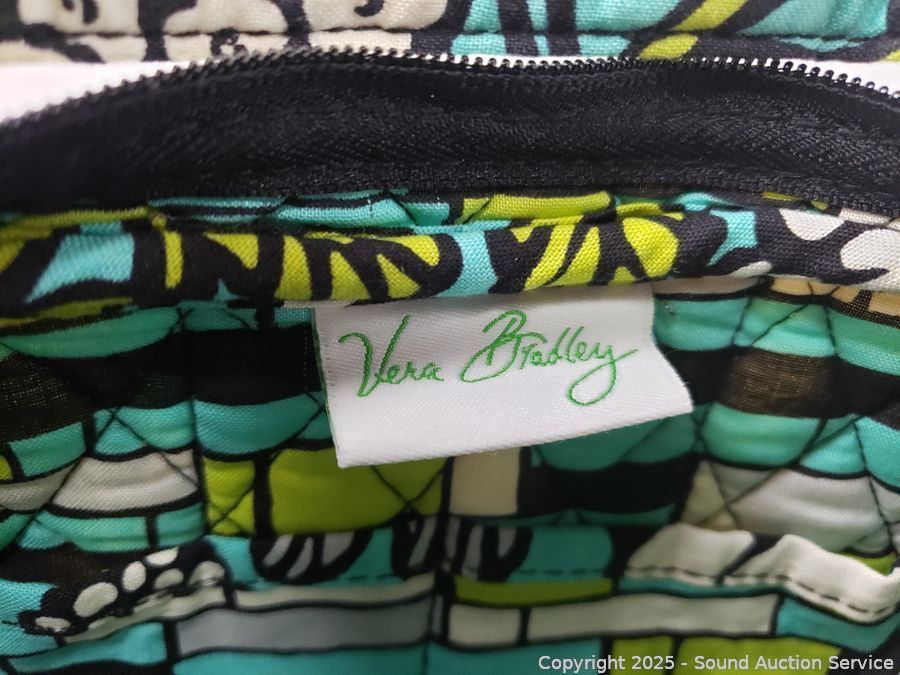 Vera Bradley
Copyright 2025 - Sound Auction Service